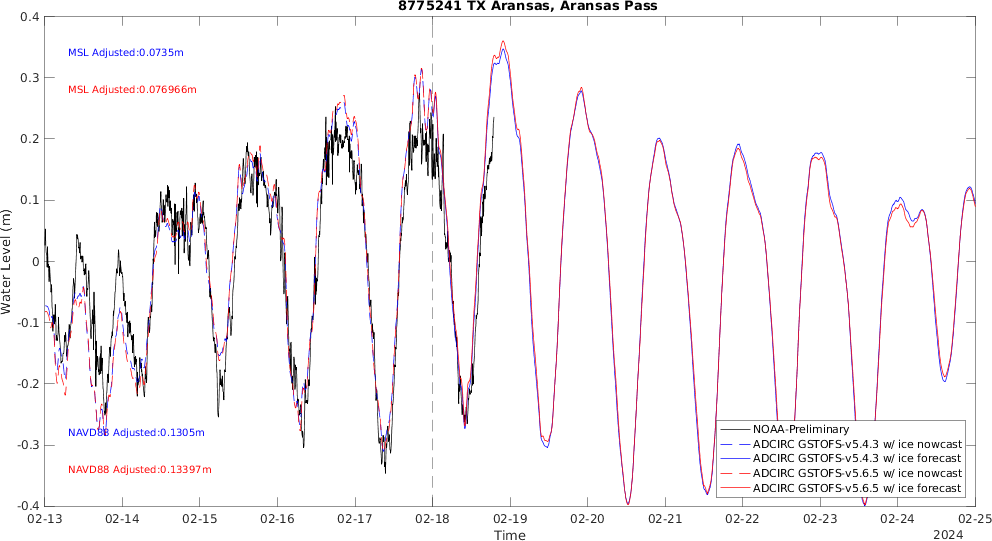 8775241 TX Aransas, Aransas Pass
0.4
0.3
0.2
0.1
0
-0.1
-0.2
-0.3
-0.4
Water Level (m)
MSL Adjusted:0.0735m
MSL Adjusted:0.076966m
NAVD88 Adjusted:0.1305m
NAVD88 Adjusted:0.13397m
NOAA-Preliminary
ADCIRC GSTOFS-v5.4.3 w/ ice nowcast
ADCIRC GSTOFS-v5.4.3 w/ ice forecast
ADCIRC GSTOFS-v5.6.5 w/ ice nowcast
ADCIRC GSTOFS-v5.6.5 w/ ice forecast
02-13 02-14 02-15 02-16 02-17 02-18 02-19 02-20 02-21 02-22 02-23 02-24 02-25
Time
2024